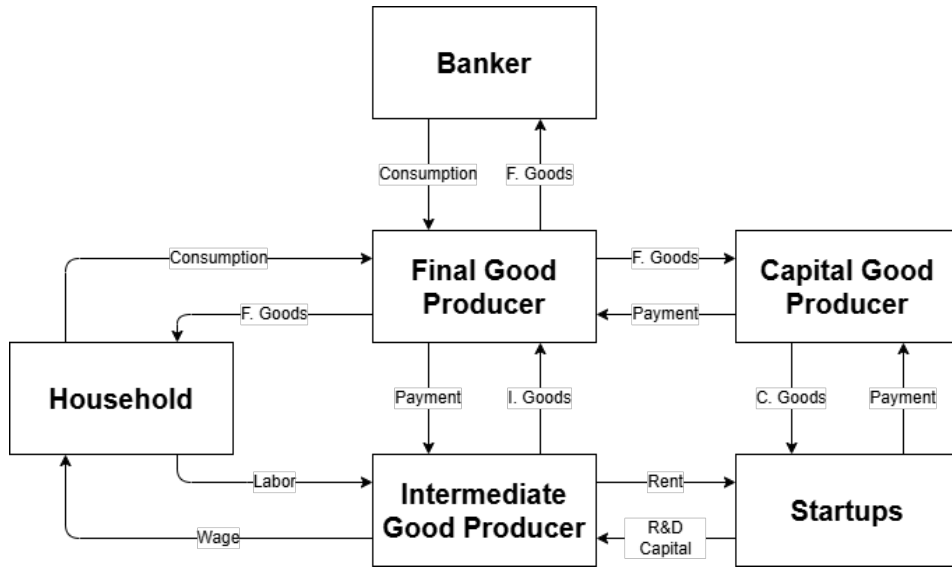 Banker
Consumption
F. Goods
Consumption
Final Good
Producer
F. Goods
Capital Good
Producer
F. Goods
Payment
Household
Payment
I. Goods
C. Goods
Payment
Labor
Intermediate
Good Producer
Rent
Startups
Wage
R&D
Capital